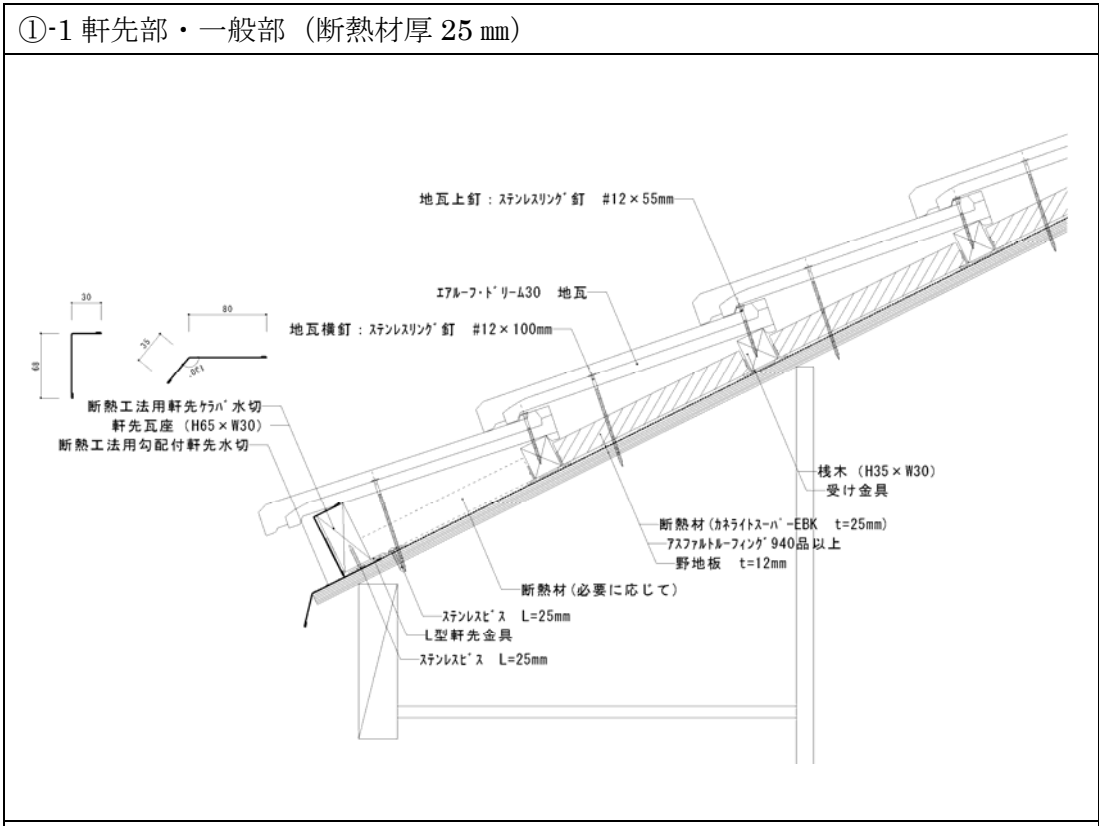 ①-1 軒先部・一般部（断熱材厚 25 ㎜）
地瓦上釘：ステンレスリング釘　#12×55mm
エアルーフ・ドリーム30　地瓦
地瓦横釘：ステンレスリング釘　#12×100mm
30
68
80
35
130°
断熱工法用軒先ケラバ水切
軒先瓦座（H65×W30）
断熱工法用勾配付軒先水切
桟木（H35×W30）
受け金具
断熱材(カネライトスーパーEBK　t=25mm)
アスファルトルーフィング940品以上
野地板　t=12mm
断熱材(必要に応じて)
ステンレスビス　L=25mm
L型軒先金具
ステンレスビス　L=25mm